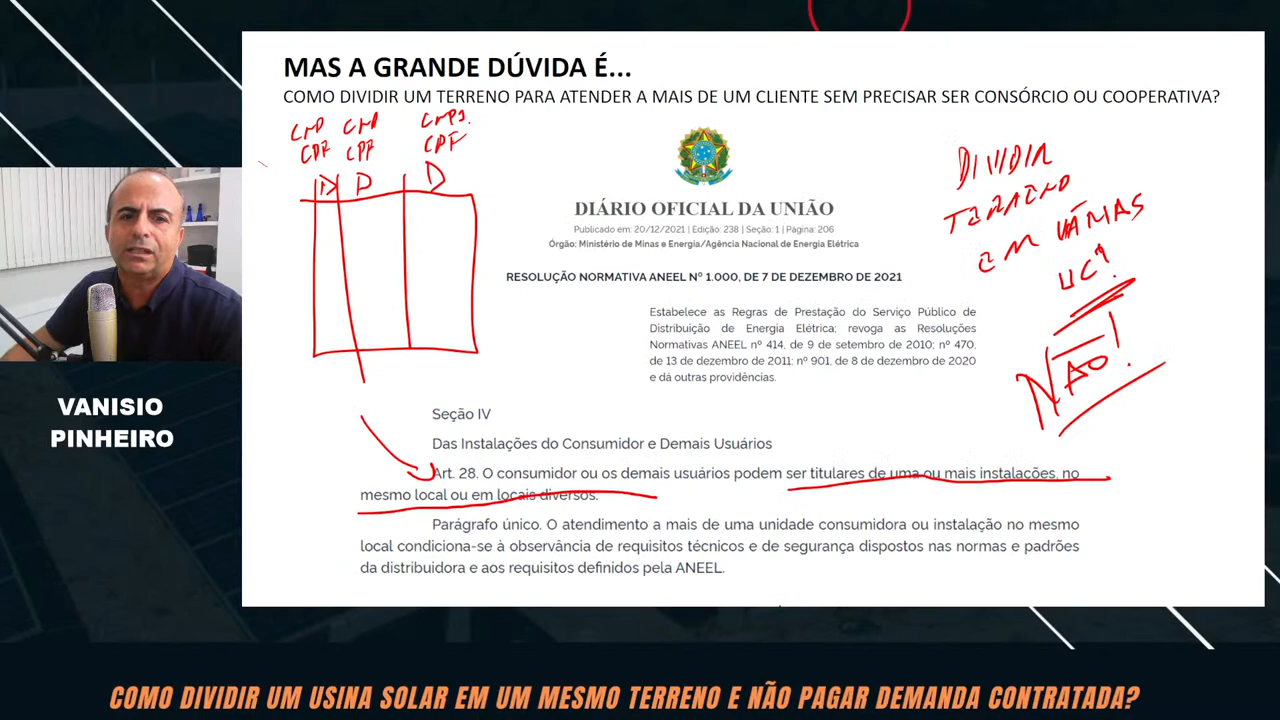 MAS A GRANDE DÚVIDA É...
COMO DIVIDIR UM TERRENO PARA ATENDER A MAIS DE UM CLIENTE SEM PRECISAR SER CONSÓRCIO OU COOPERATIVA?
CPF CPF CPF
D D D
DIÁRIO OFICIAL DA UNIÃO
Publicado em: 20/12/2021 | Edição: 238 | Seção: 1 | Página: 206
Órgão: Ministério de Minas e Energia/Agência Nacional de Energia Elétrica
RESOLUÇÃO NORMATIVA ANEEL Nº 1.000, DE 7 DE DEZEMBRO DE 2021
Estabelece as Regras de Prestação do Serviço Público de
Distribuição de Energia Elétrica; revoga as Resoluções
Normativas ANEEL nº 414, de 9 de setembro de 2010; nº 470,
de 13 de dezembro de 2011; nº 901, de 8 de dezembro de 2020
e dá outras providências.
DIVIDIR
TERRENO
EM VÁRIAS
UC?
NÃO!
Seção IV
Das Instalações do Consumidor e Demais Usuários
Art. 28. O consumidor ou os demais usuários podem ser titulares de uma ou mais instalações, no
mesmo local ou em locais diversos.
Parágrafo único. O atendimento a mais de uma unidade consumidora ou instalação no mesmo
local condiciona-se à observância de requisitos técnicos e de segurança dispostos nas normas e padrões
da distribuidora e aos requisitos definidos pela ANEEL.
VANISIO
PINHEIRO
COMO DIVIDIR UM USINA SOLAR EM UM MESMO TERRENO E NÃO PAGAR DEMANDA CONTRATADA?